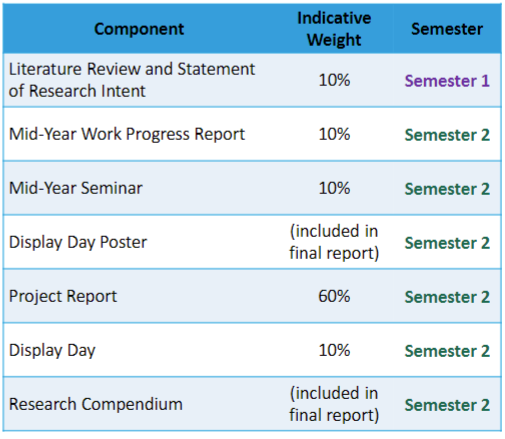 Component Indicative Weight Semester
Literature Review and Statement of Research Intent 10% Semester 1
Mid-Year Work Progress Report 10% Semester 2
Mid-Year Seminar 10% Semester 2
Display Day Poster (included in final report) Semester 2
Project Report 60% Semester 2
Display Day 10% Semester 2
Research Compendium (included in final report) Semester 2